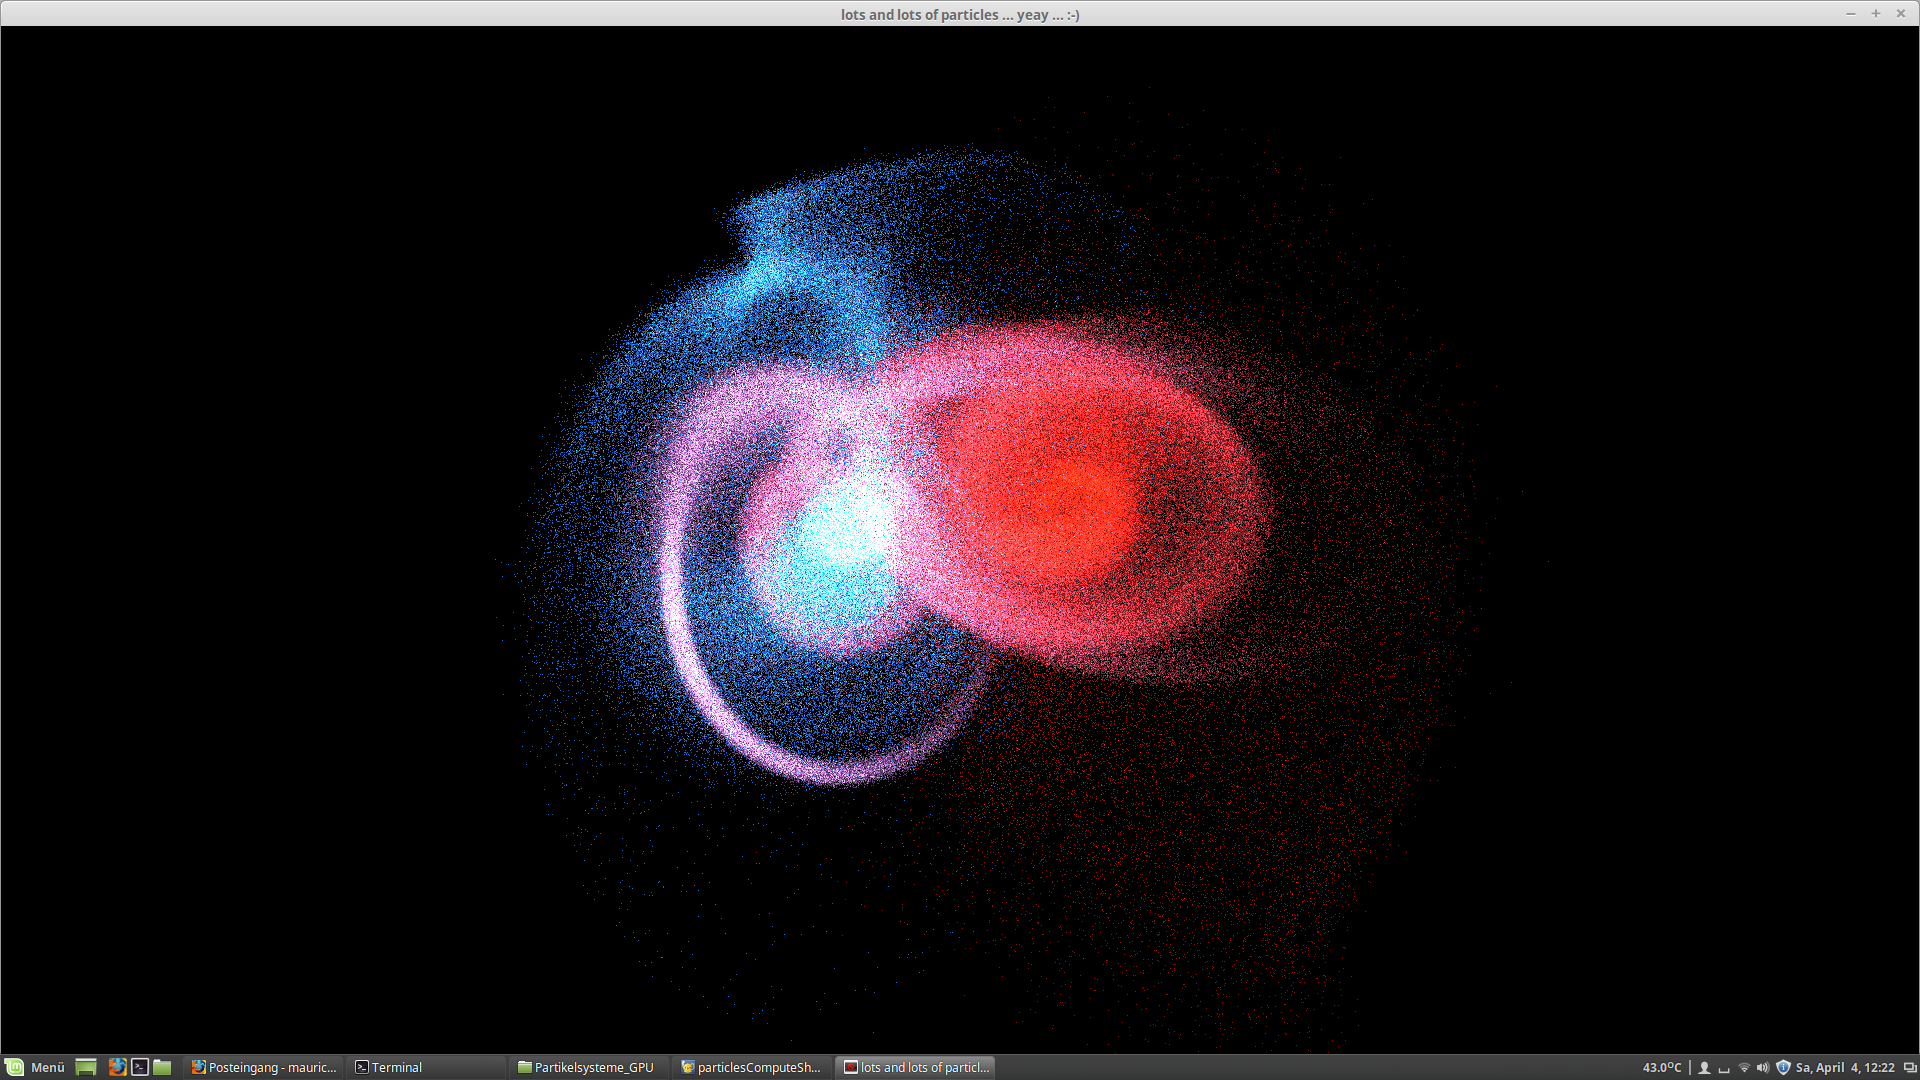 lots and lots of particles ... yeay ... :-)
Menü
Posteingang - mauric...
Terminal
Partikelsysteme_GPU
particlesComputeSh...
lots and lots of particl...
43.0°C
Sa, April 4, 12:22